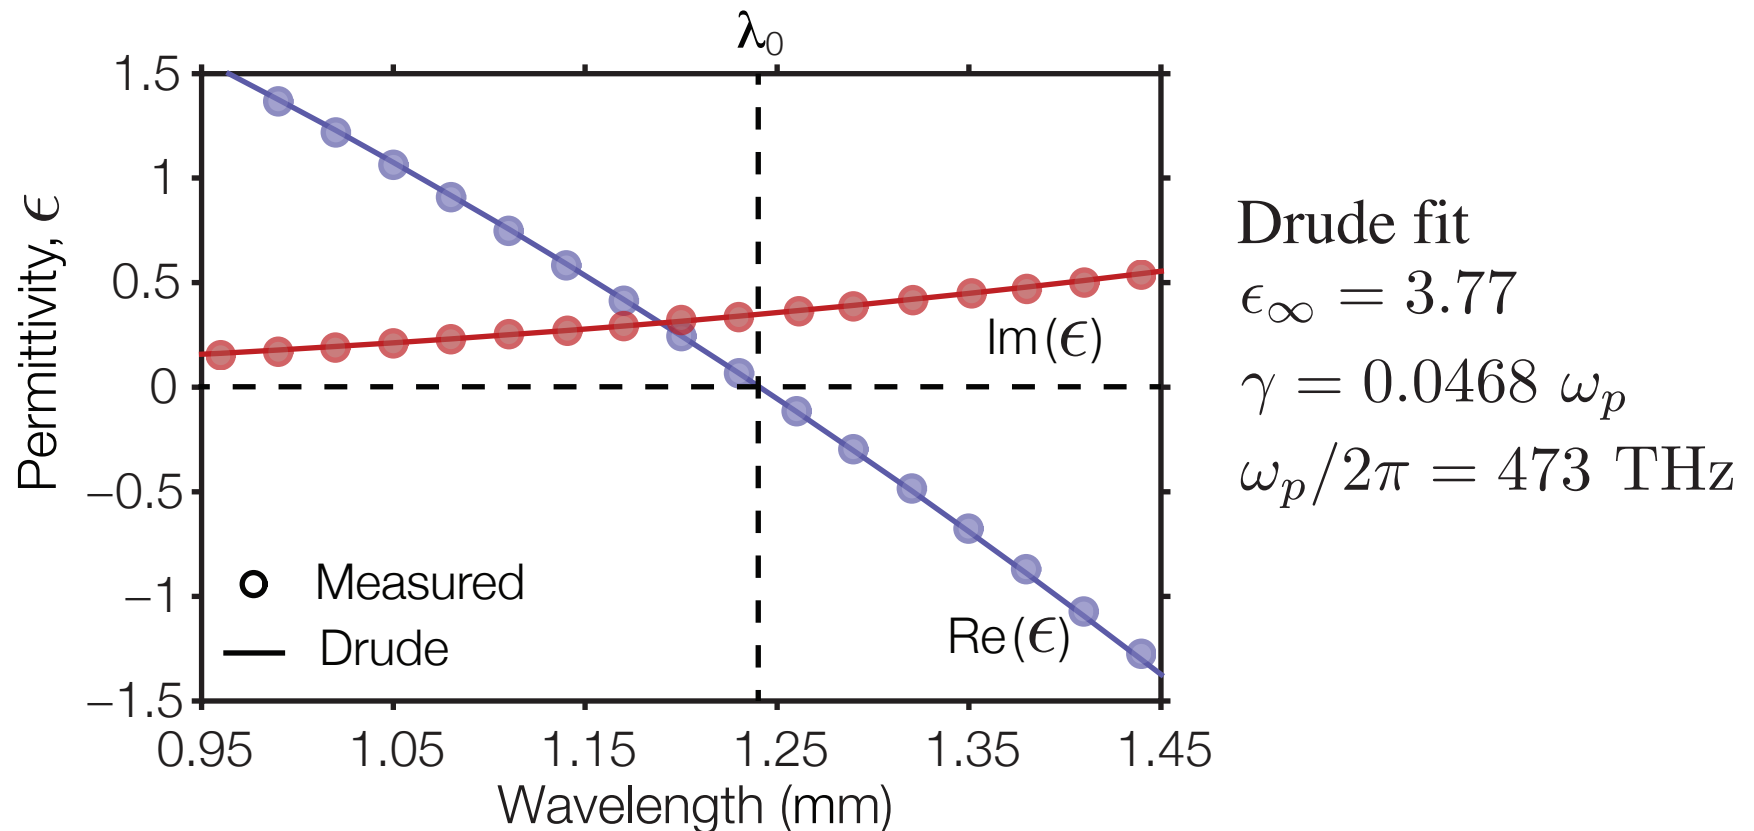 λ₀
1.5
1
0.5
0
−0.5
−1
−1.5
Permittivity, ϵ
Im(ϵ)
Re(ϵ)
Measured
Drude
0.95 1.05 1.15 1.25 1.35 1.45
Wavelength (mm)
Drude fit
ϵ∞ = 3.77
γ = 0.0468 ωₚ
ωₚ/2π = 473 THz